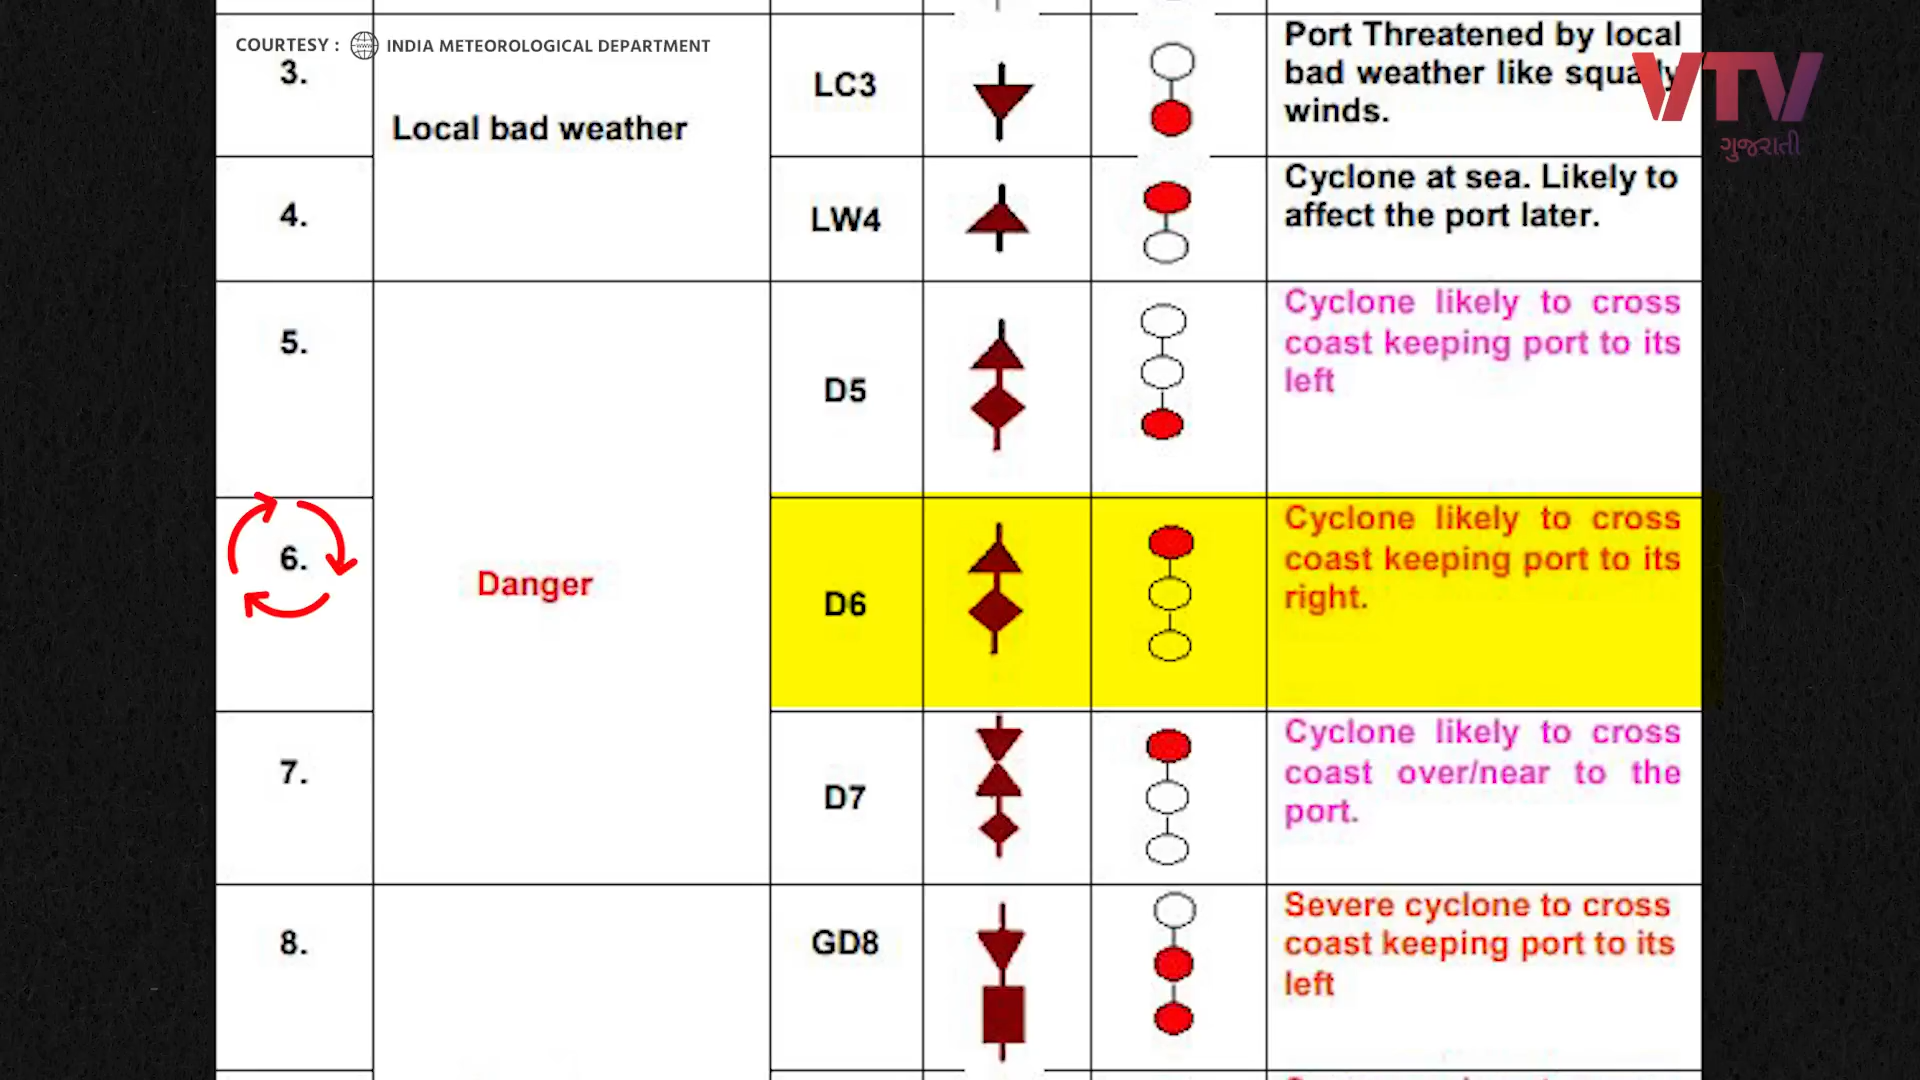 COURTESY : INDIA METEOROLOGICAL DEPARTMENT
VTV
ગુજરાતી
3.
Local bad weather
LC3
Port Threatened by local
bad weather like squally
winds.
4.
LW4
Cyclone at sea. Likely to
affect the port later.
5.
D5
Cyclone likely to cross
coast keeping port to its
left
6.
Danger
D6
Cyclone likely to cross
coast keeping port to its
right.
7.
D7
Cyclone likely to cross
coast over/near to the
port.
8.
GD8
Severe cyclone to cross
coast keeping port to its
left